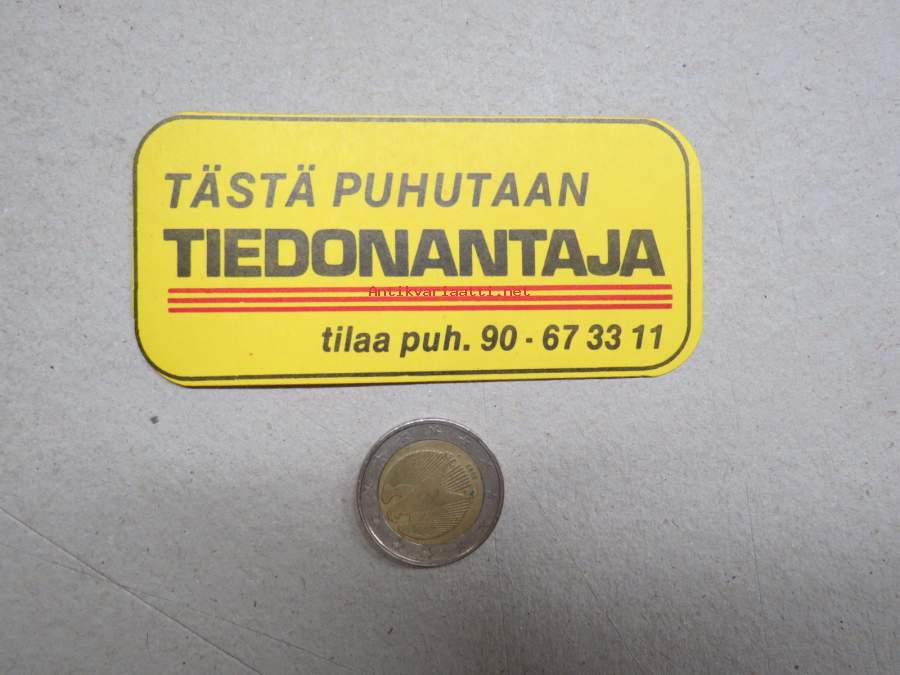 TÄSTÄ PUHUTAAN
TIEDONANTAJA
Antikvariaatti.net
tilaa puh. 90 - 67 33 11